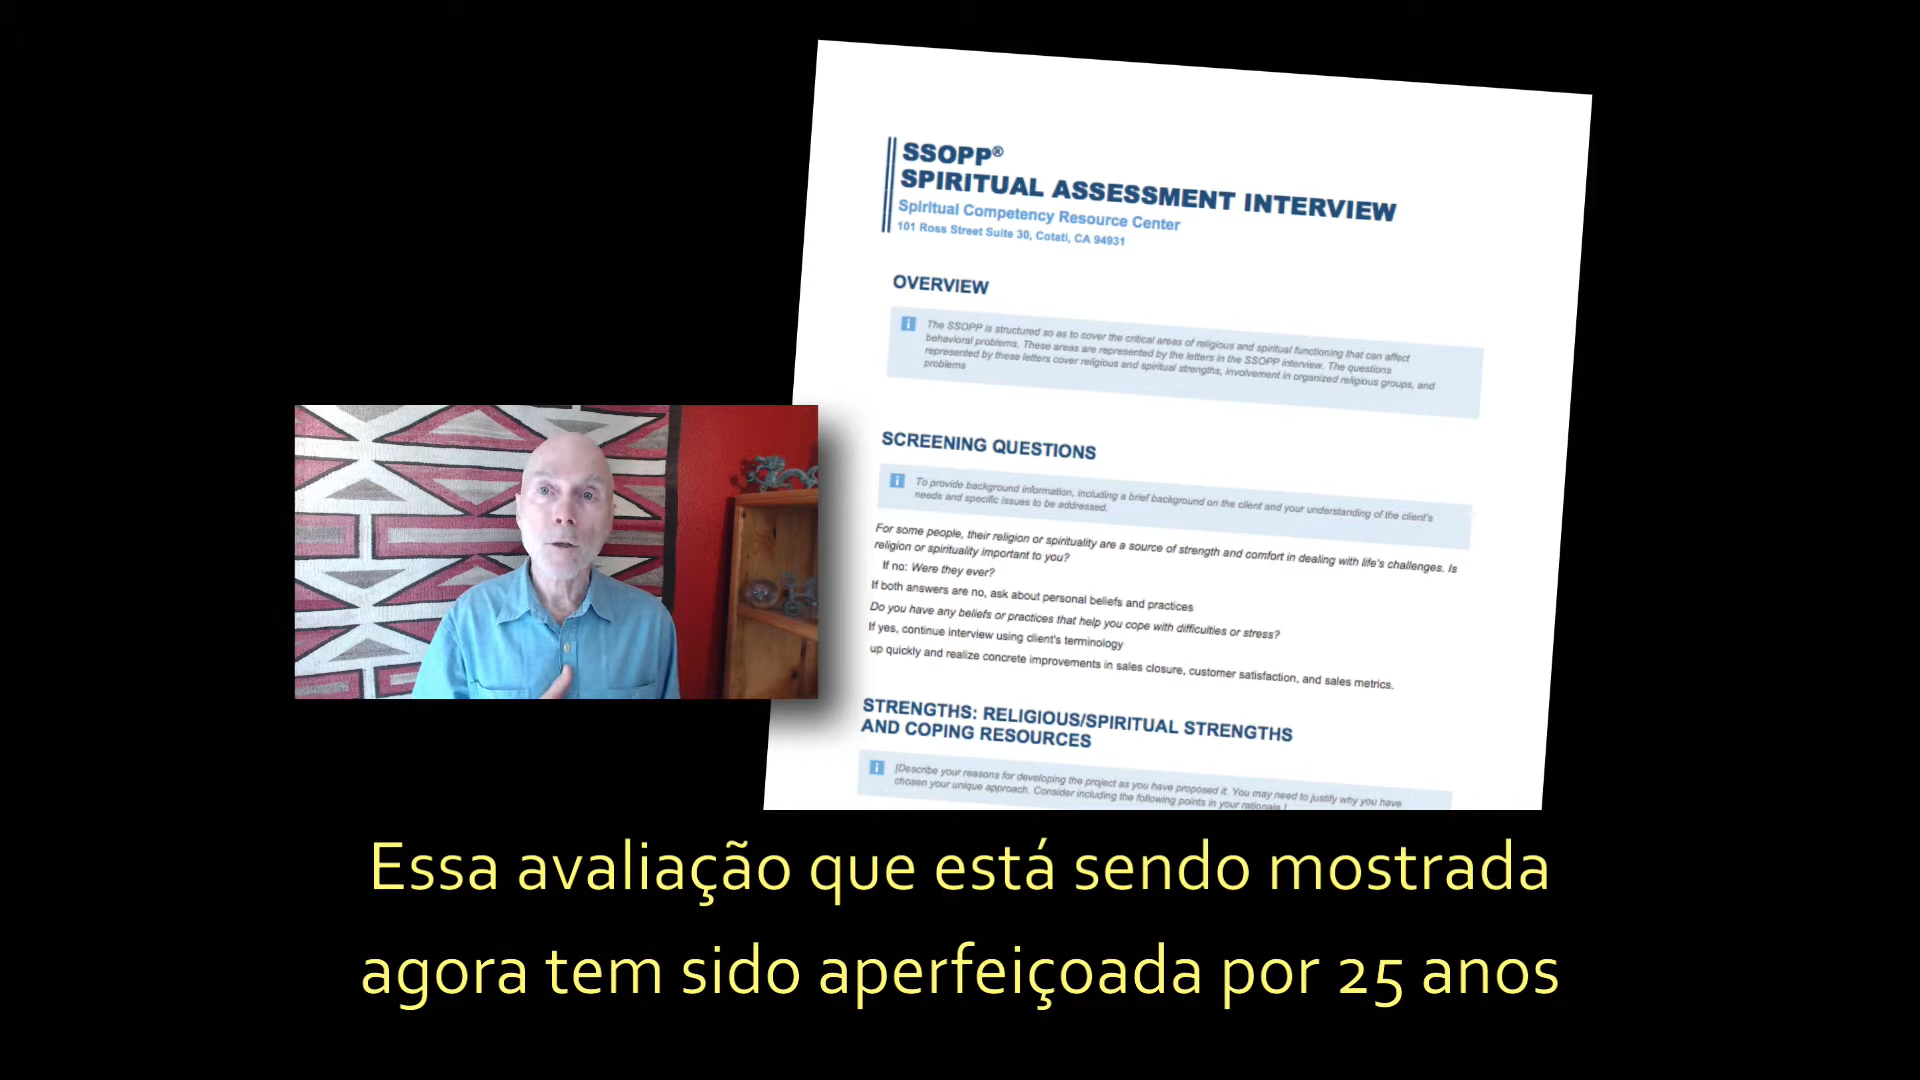 SSOPP®
SPIRITUAL ASSESSMENT INTERVIEW
Spiritual Competency Resource Center
101 Ross Street Suite 30, Cotati, CA 94931
OVERVIEW
The SSOPP is structured so as to cover the critical areas of religious and spiritual functioning that can affect
behavioral problems. These areas are represented by the letters in the SSOPP interview. The questions
represented by these letters cover religious and spiritual strengths, involvement in organized religious groups, and
problems
SCREENING QUESTIONS
To provide background information, including a brief background on the client and your understanding of the client's
needs and specific issues to be addressed.
For some people, their religion or spirituality are a source of strength and comfort in dealing with life's challenges. Is
religion or spirituality important to you?
If no: Were they ever?
If both answers are no, ask about personal beliefs and practices
Do you have any beliefs or practices that help you cope with difficulties or stress?
If yes, continue interview using client's terminology
up quickly and realize concrete improvements in sales closure, customer satisfaction, and sales metrics.
STRENGTHS: RELIGIOUS/SPIRITUAL STRENGTHS
AND COPING RESOURCES
[Describe your reasons for developing the project as you have proposed it. You may need to justify why you have
chosen your unique approach. Consider including the following points in your rationale.]
Essa avaliação que está sendo mostrada
agora tem sido aperfeiçoada por 25 anos